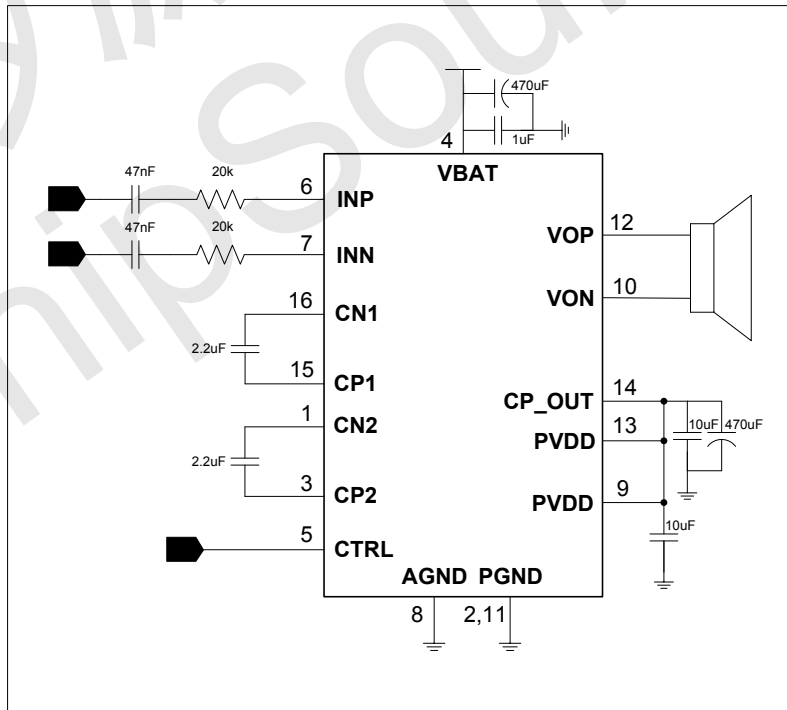 470uF
1uF
4
VBAT
47nF
20k
6
INP
47nF
20k
7
INN
16
CN1
2.2uF
15
CP1
1
CN2
2.2uF
3
CP2
5
CTRL
12
VOP
10
VON
14
CP_OUT
10uF
470uF
13
PVDD
9
PVDD
10uF
AGND PGND
8
2,11